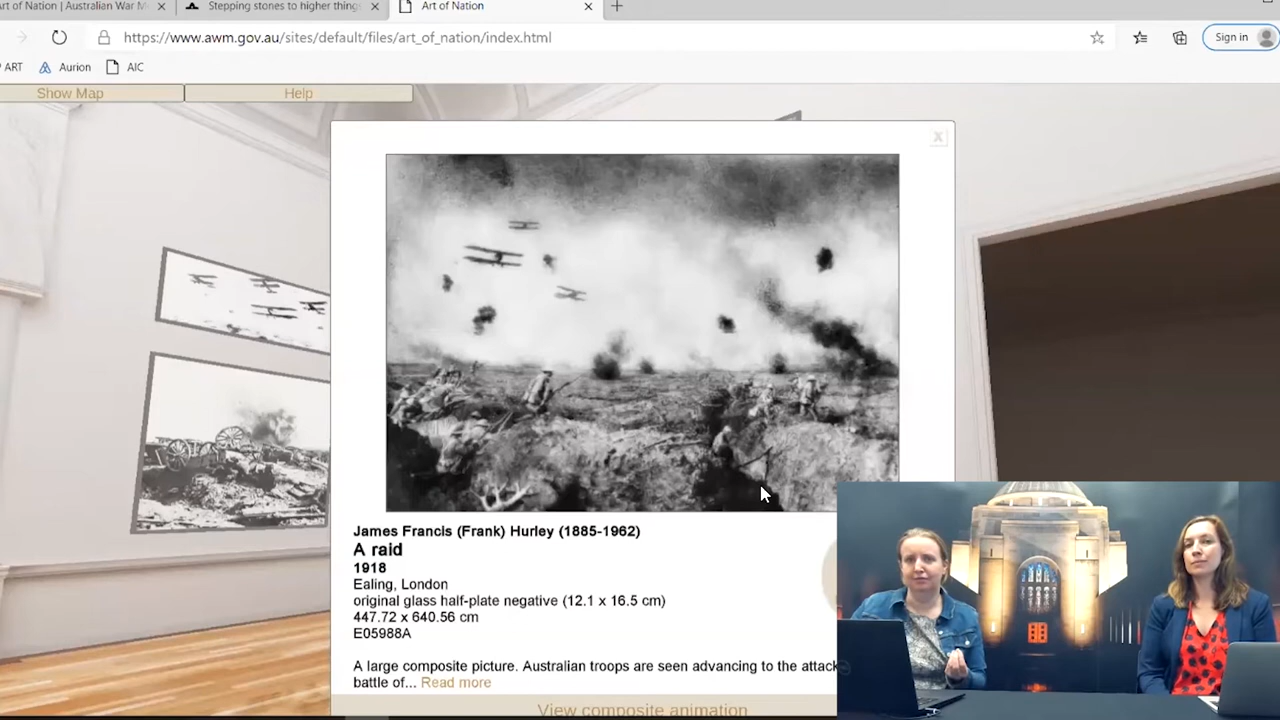 Art of Nation | Australian War M
Stepping stones to higher things
Art of Nation
https://www.awm.gov.au/sites/default/files/art_of_nation/index.html
Sign in
ART
Aurion
AIC
Show Map
Help
X
James Francis (Frank) Hurley (1885-1962)
A raid
1918
Ealing, London
original glass half-plate negative (12.1 x 16.5 cm)
447.72 x 640.56 cm
E05988A
A large composite picture. Australian troops are seen advancing to the attack
battle of... Read more
View composite animation